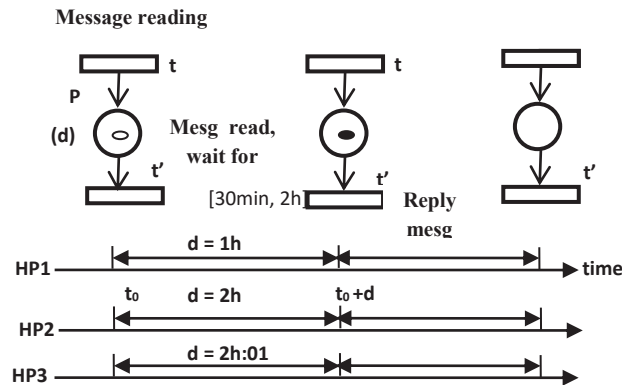 Message reading
t
t
P
(d)
Mesg read,
wait for
t'
t'
t'
[30min, 2h]
Reply
mesg
d = 1h
HP1
time
t₀
d = 2h
t₀ +d
HP2
d = 2h:01
HP3